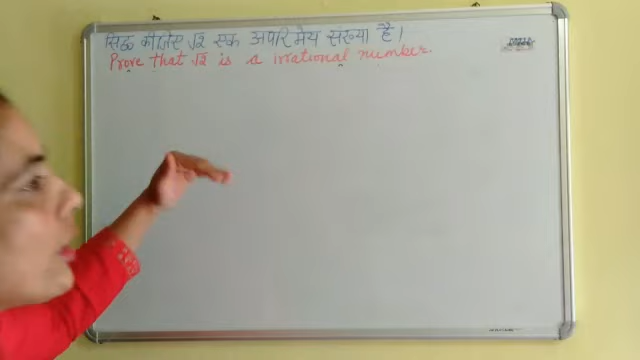 सिद्ध कीजिए √2 एक अपरिमेय संख्या है।
Prove that √2 is a irrational number.